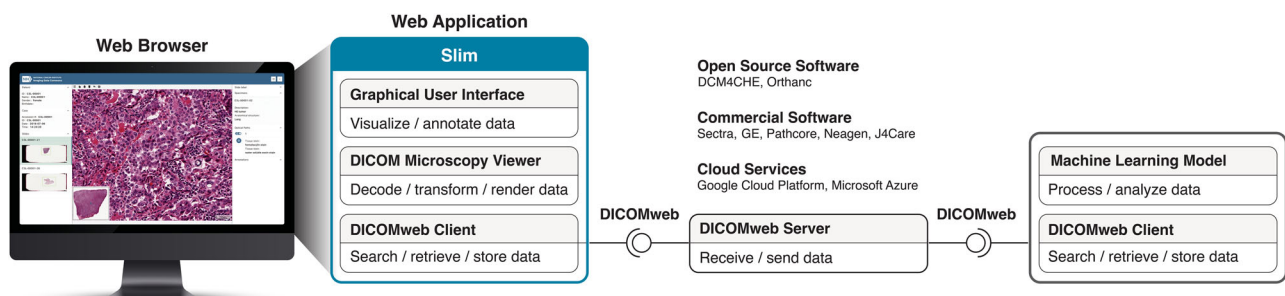 Web Browser
Web Application
Slim
Graphical User Interface
Visualize / annotate data
DICOM Microscopy Viewer
Decode / transform / render data
DICOMweb Client
Search / retrieve / store data
DICOMweb
Open Source Software
DCM4CHE, Orthanc
Commercial Software
Sectra, GE, Pathcore, Neagen, J4Care
Cloud Services
Google Cloud Platform, Microsoft Azure
DICOMweb Server
Receive / send data
DICOMweb
Machine Learning Model
Process / analyze data
DICOMweb Client
Search / retrieve / store data